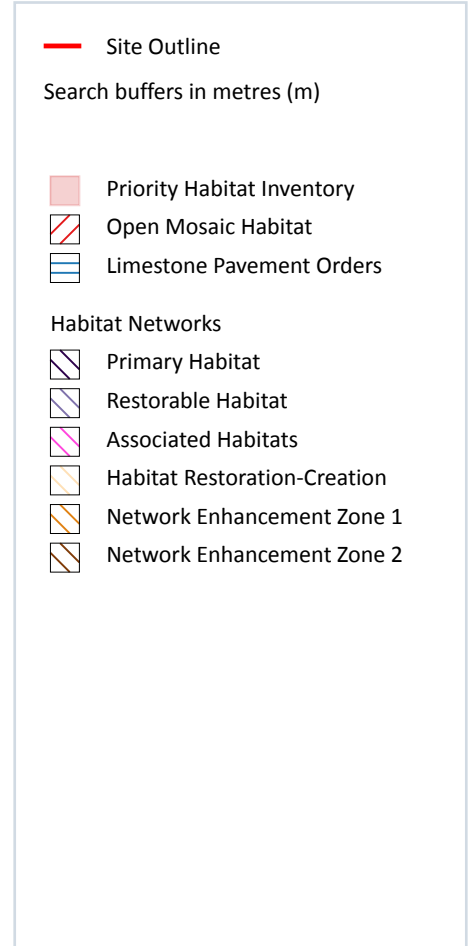 Site Outline
Search buffers in metres (m)
Priority Habitat Inventory
Open Mosaic Habitat
Limestone Pavement Orders
Habitat Networks
Primary Habitat
Restorable Habitat
Associated Habitats
Habitat Restoration-Creation
Network Enhancement Zone 1
Network Enhancement Zone 2